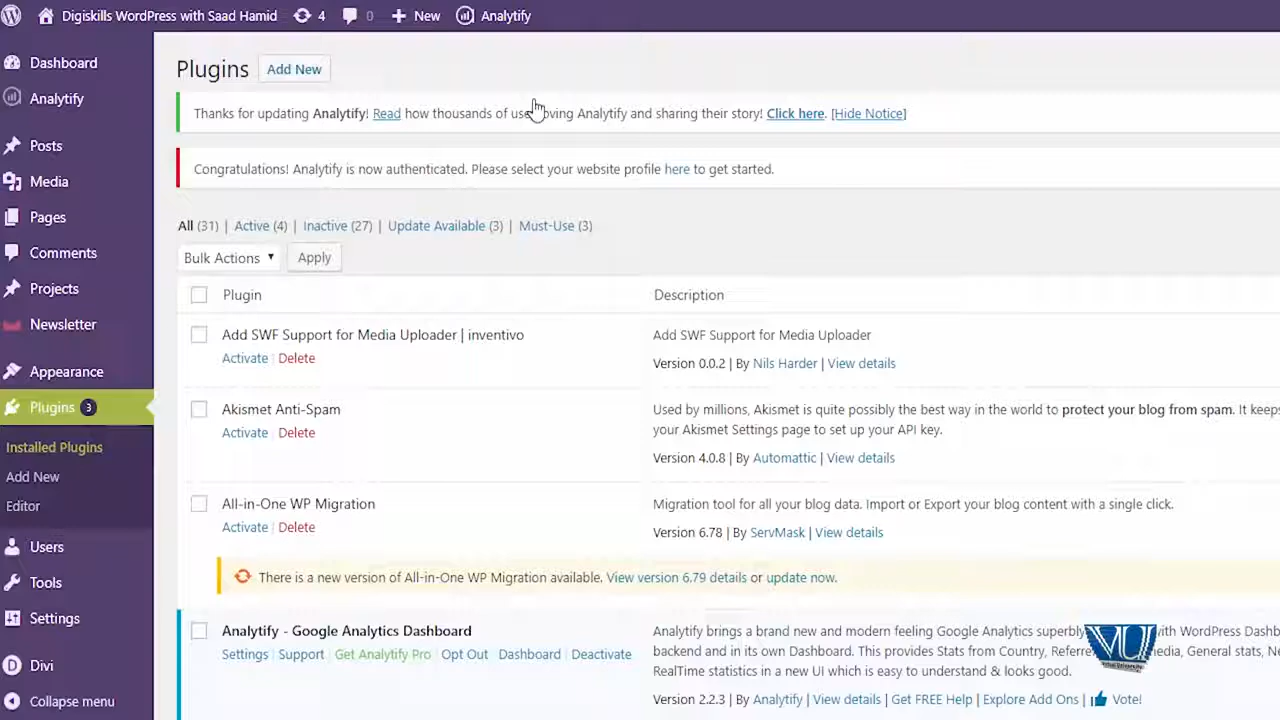 Digiskills WordPress with Saad Hamid 4 0 New Analytify
Dashboard
Analytify
Posts
Media
Pages
Comments
Projects
Newsletter
Appearance
Plugins 3
Installed Plugins
Add New
Editor
Users
Tools
Settings
Divi
Collapse menu
Plugins Add New
Thanks for updating Analytify! Read how thousands of use oving Analytify and sharing their story! Click here. [Hide Notice]
Congratulations! Analytify is now authenticated. Please select your website profile here to get started.
All (31) | Active (4) | Inactive (27) | Update Available (3) | Must-Use (3)
Bulk Actions Apply
Plugin Description
Add SWF Support for Media Uploader | inventivo Add SWF Support for Media Uploader
Activate | Delete Version 0.0.2 | By Nils Harder | View details
Akismet Anti-Spam Used by millions, Akismet is quite possibly the best way in the world to protect your blog from spam. It keeps
Activate | Delete your Akismet Settings page to set up your API key.
Version 4.0.8 | By Automattic | View details
All-in-One WP Migration Migration tool for all your blog data. Import or Export your blog content with a single click.
Activate | Delete Version 6.78 | By ServMask | View details
There is a new version of All-in-One WP Migration available. View version 6.79 details or update now.
Analytify - Google Analytics Dashboard Analytify brings a brand new and modern feeling Google Analytics superbly with WordPress Dashb
Settings | Support | Get Analytify Pro | Opt Out | Dashboard | Deactivate backend and in its own Dashboard. This provides Stats from Country, Referre edia, General stats, Ne
RealTime statistics in a new UI which is easy to understand & looks good.
Version 2.2.3 | By Analytify | View details | Get FREE Help | Explore Add Ons | Vote!
VU